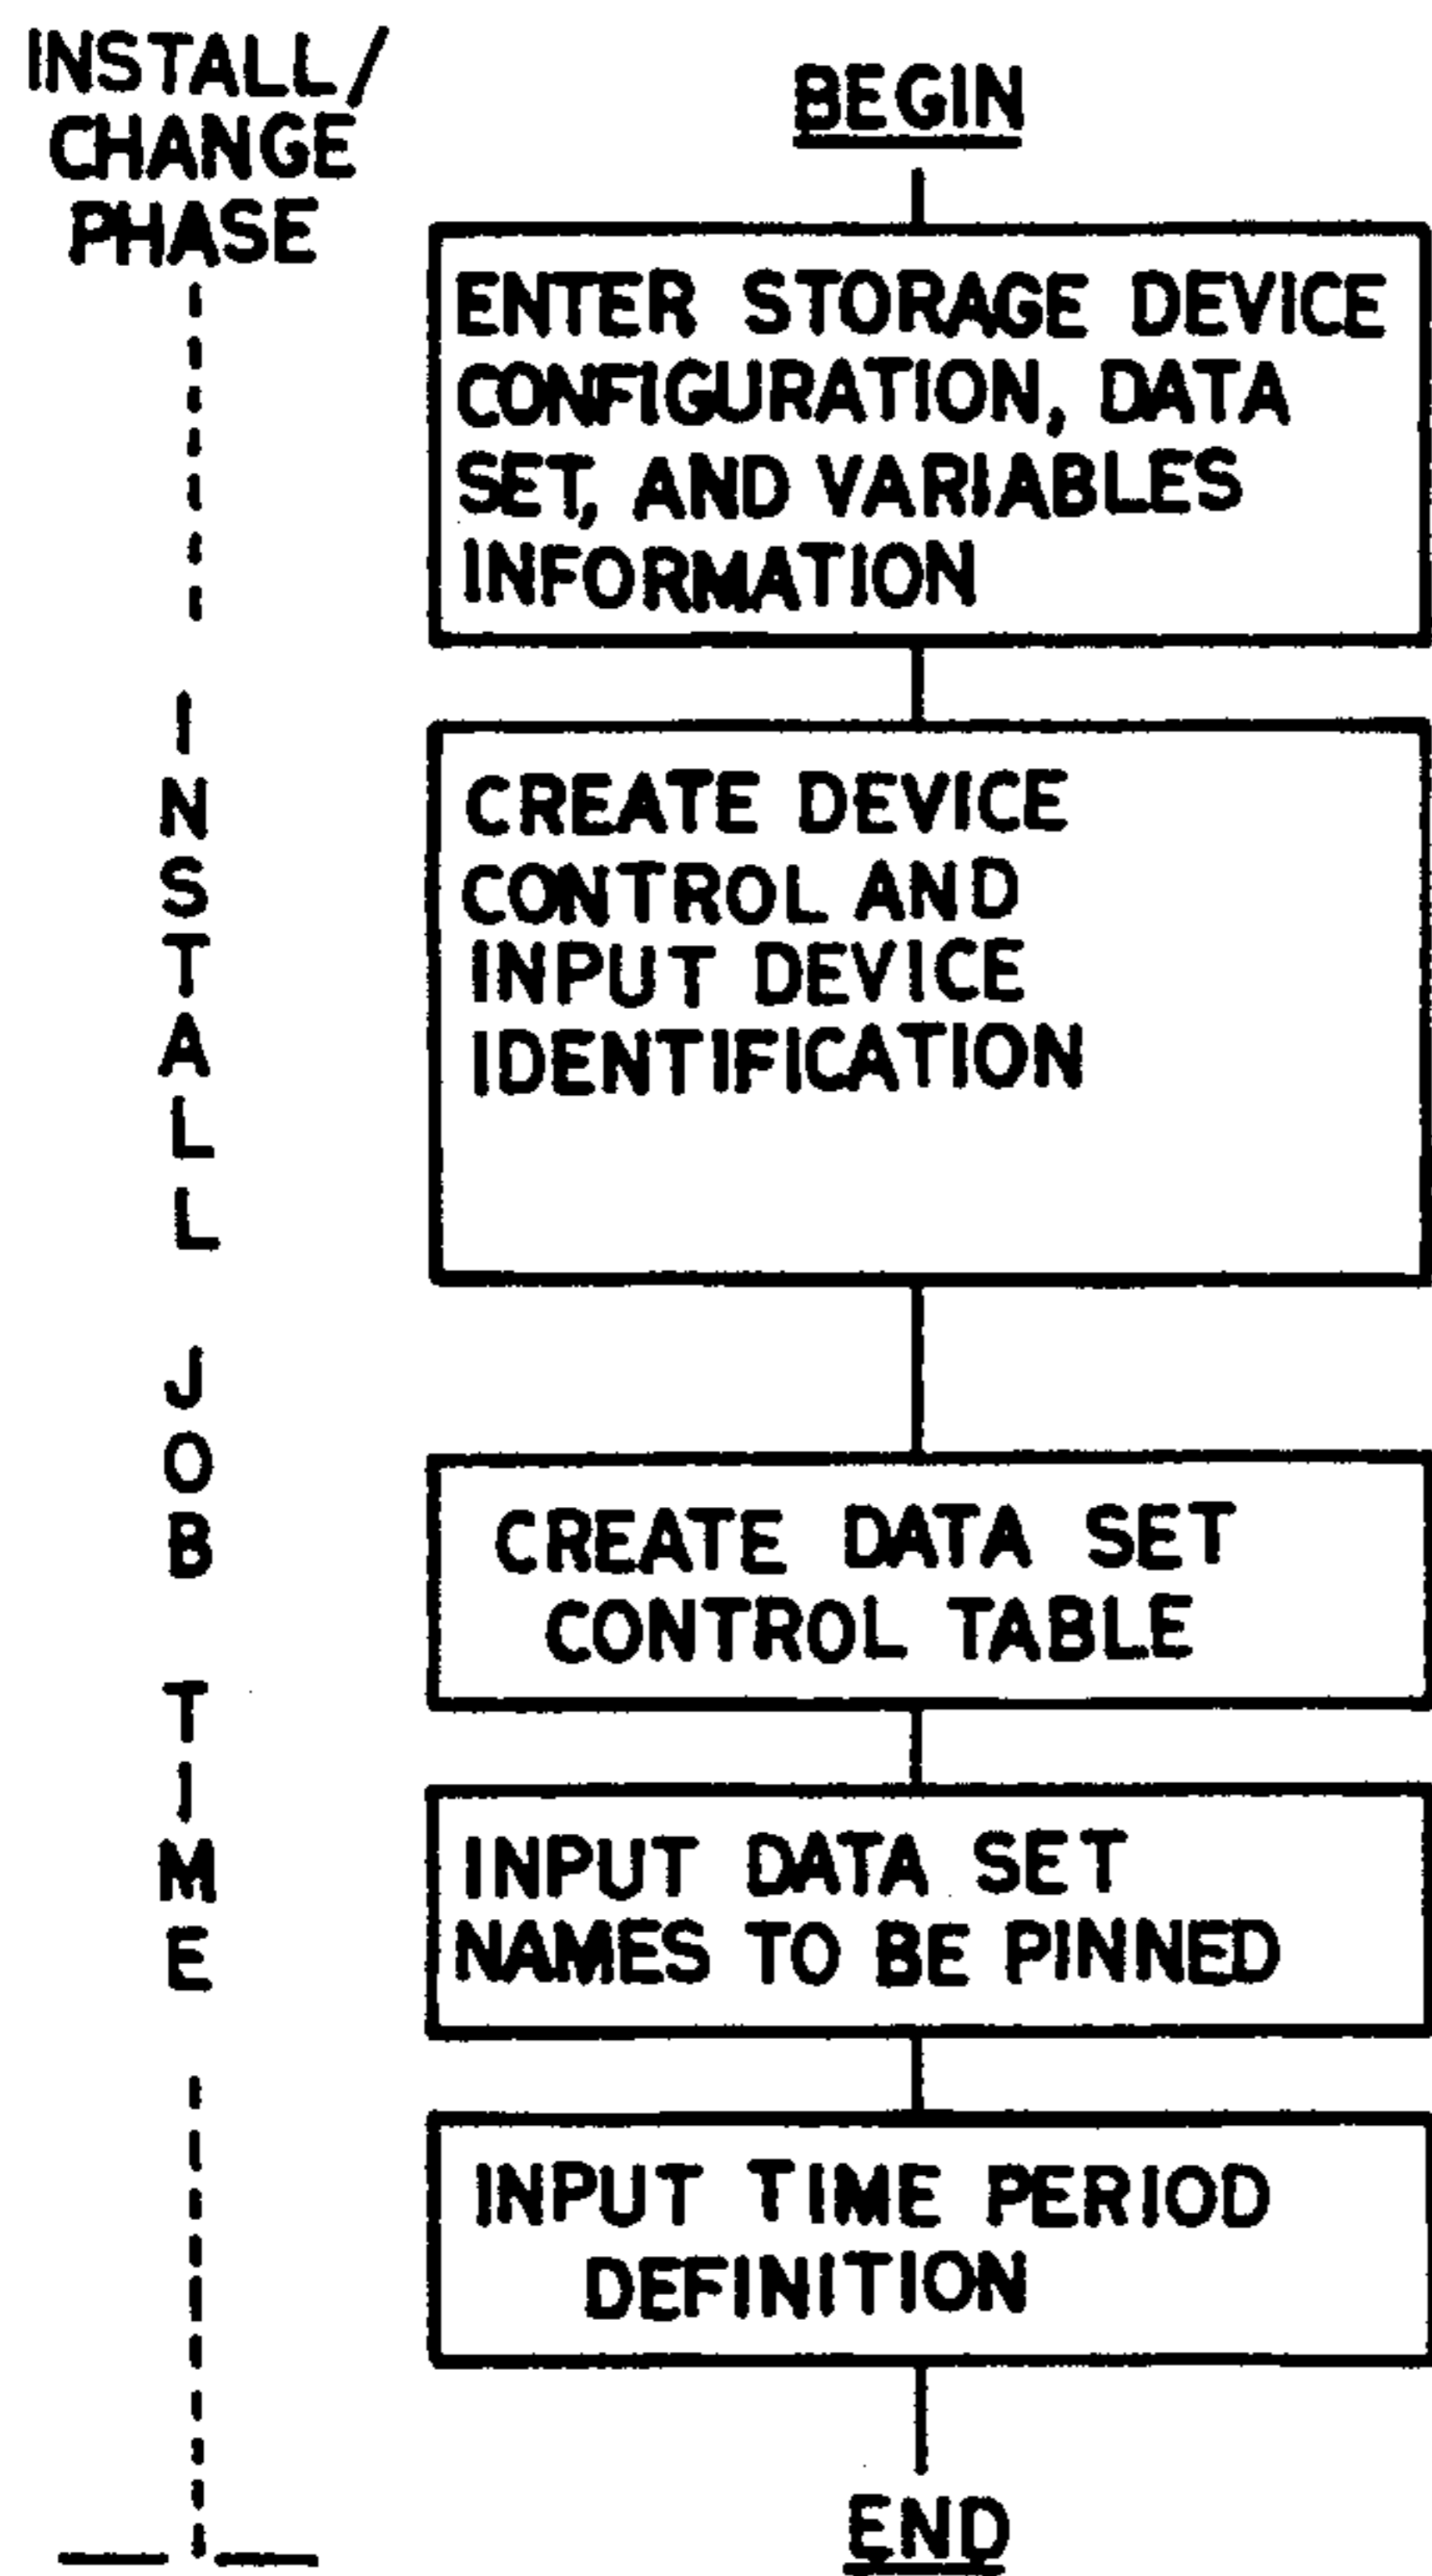 INSTALL/
CHANGE
PHASE
INSTALL JOB TIME
BEGIN
ENTER STORAGE DEVICE
CONFIGURATION, DATA
SET, AND VARIABLES
INFORMATION
CREATE DEVICE
CONTROL AND
INPUT DEVICE
IDENTIFICATION
CREATE DATA SET
CONTROL TABLE
INPUT DATA SET
NAMES TO BE PINNED
INPUT TIME PERIOD
DEFINITION
END